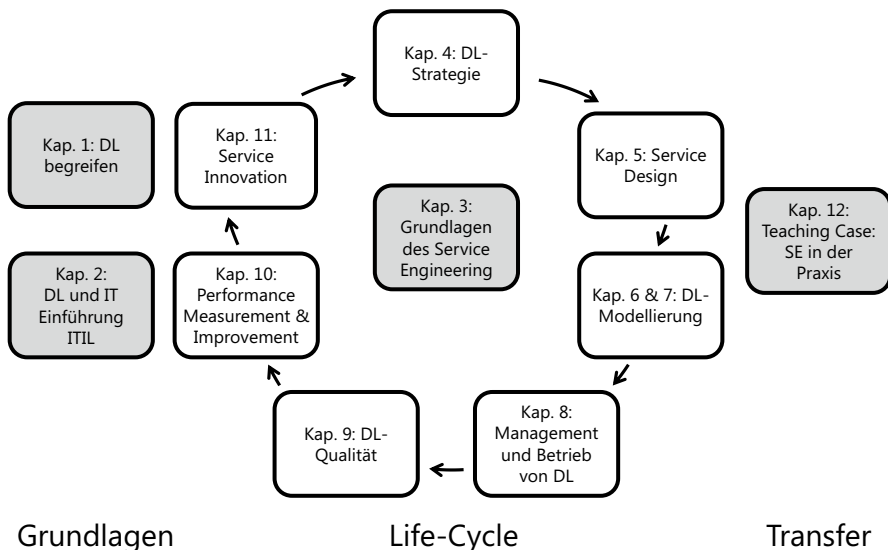 Kap. 4: DL-
Strategie
Kap. 1: DL
begreifen
Kap. 11:
Service
Innovation
Kap. 5: Service
Design
Kap. 3:
Grundlagen
des Service
Engineering
Kap. 12:
Teaching Case:
SE in der
Praxis
Kap. 2:
DL und IT
Einführung
ITIL
Kap. 10:
Performance
Measurement &
Improvement
Kap. 6 & 7: DL-
Modellierung
Kap. 9: DL-
Qualität
Kap. 8:
Management
und Betrieb
von DL
Grundlagen
Life-Cycle
Transfer